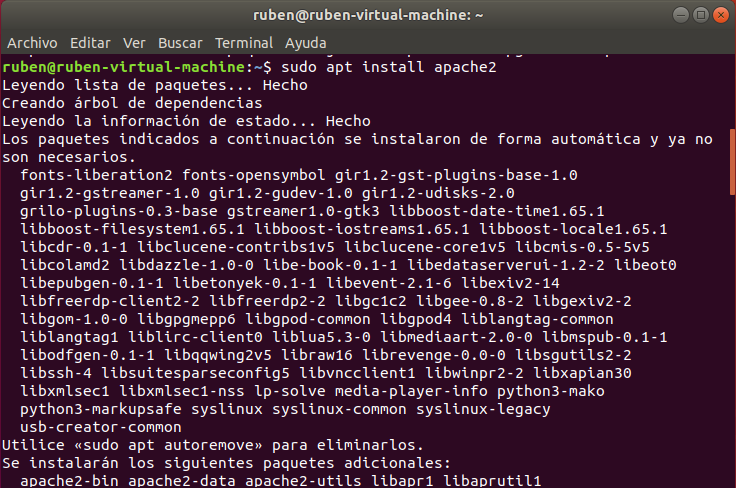 ruben@ruben-virtual-machine: ~
Archivo Editar Ver Buscar Terminal Ayuda
ruben@ruben-virtual-machine:~$ sudo apt install apache2
Leyendo lista de paquetes... Hecho
Creando árbol de dependencias
Leyendo la información de estado... Hecho
Los paquetes indicados a continuación se instalaron de forma automática y ya no
son necesarios.
fonts-liberation2 fonts-opensymbol gir1.2-gst-plugins-base-1.0
gir1.2-gstreamer-1.0 gir1.2-gudev-1.0 gir1.2-udisks-2.0
grilo-plugins-0.3-base gstreamer1.0-gtk3 libboost-date-time1.65.1
libboost-filesystem1.65.1 libboost-iostreams1.65.1 libboost-locale1.65.1
libcdr-0.1-1 libclucene-contribs1v5 libclucene-core1v5 libcmis-0.5-5v5
libcolamd2 libdazzle-1.0-0 libe-book-0.1-1 libedataserverui-1.2-2 libeot0
libepubgen-0.1-1 libetonyek-0.1-1 libevent-2.1-6 libexiv2-14
libfreerdp-client2-2 libfreerdp2-2 libgc1c2 libgee-0.8-2 libgexiv2-2
libgom-1.0-0 libgpgmepp6 libgpod-common libgpod4 liblangtag-common
liblangtag1 liblirc-client0 liblua5.3-0 libmediaart-2.0-0 libmspub-0.1-1
libodfgen-0.1-1 libqqwing2v5 libraw16 librevenge-0.0-0 libsgutils2-2
libssh-4 libsuitesparseconfig5 libvncclient1 libwinpr2-2 libxapian30
libxmlsec1 libxmlsec1-nss lp-solve media-player-info python3-mako
python3-markupsafe syslinux syslinux-common syslinux-legacy
usb-creator-common
Utilice «sudo apt autoremove» para eliminarlos.
Se instalarán los siguientes paquetes adicionales:
apache2-bin apache2-data apache2-utils libapr1 libaprutil1